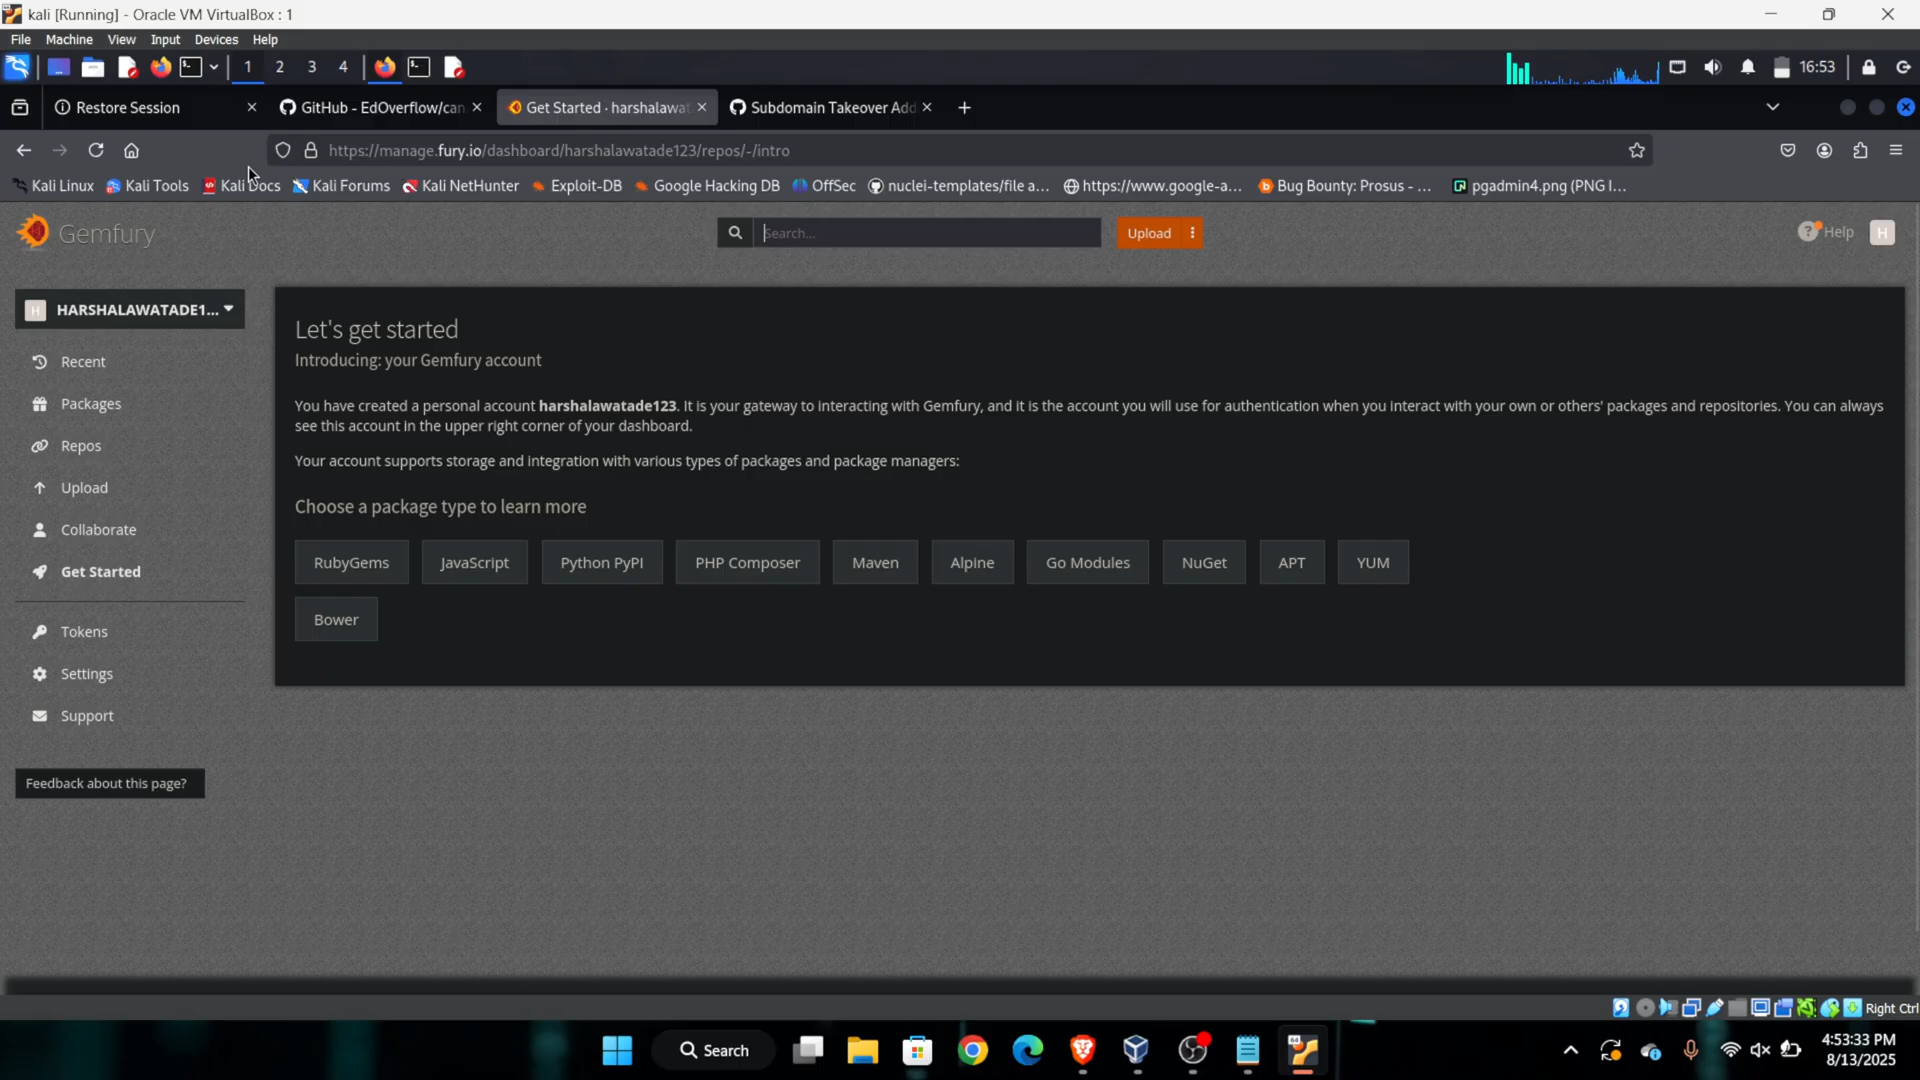 kali [Running] - Oracle VM VirtualBox : 1
File Machine View Input Devices Help
1 2 3 4 16:53
Restore Session
GitHub - EdOverflow/can
Get Started · harshalawat
Subdomain Takeover Add
https://manage.fury.io/dashboard/harshalawatade123/repos/-/intro
Kali Linux Kali Tools Kali Docs Kali Forums Kali NetHunter Exploit-DB Google Hacking DB OffSec nuclei-templates/file a... https://www.google-a... Bug Bounty: Prosus - ... pgadmin4.png (PNG I...
Gemfury
Search...
Upload
? Help
H
H HARSHALAWATADE1...
Recent
Packages
Repos
Upload
Collaborate
Get Started
Tokens
Settings
Support
Feedback about this page?
Let's get started
Introducing: your Gemfury account
You have created a personal account harshalawatade123. It is your gateway to interacting with Gemfury, and it is the account you will use for authentication when you interact with your own or others' packages and repositories. You can always
see this account in the upper right corner of your dashboard.
Your account supports storage and integration with various types of packages and package managers:
Choose a package type to learn more
RubyGems JavaScript Python PyPI PHP Composer Maven Alpine Go Modules NuGet APT YUM
Bower
Right Ctrl
Search
4:53:33 PM
8/13/2025